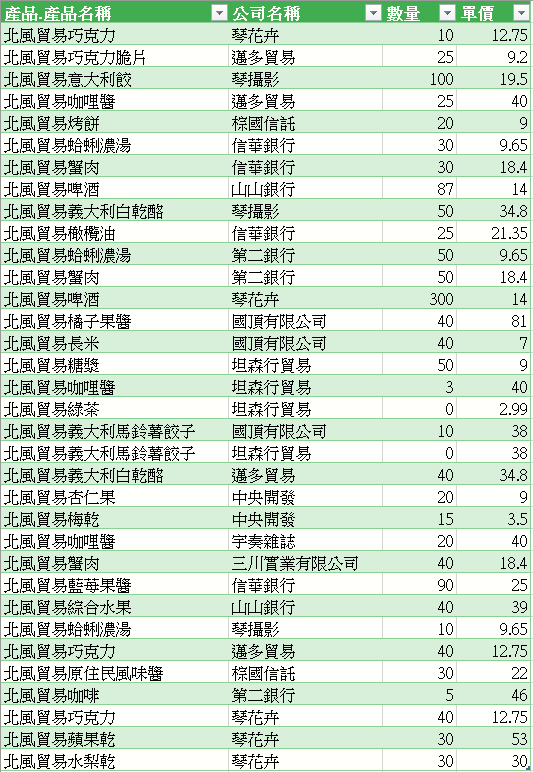 產品.產品名稱 公司名稱 數量 單價
北風貿易巧克力 琴花卉 10 12.75
北風貿易巧克力脆片 邁多貿易 25 9.2
北風貿易意大利餃 琴攝影 100 19.5
北風貿易咖哩醬 邁多貿易 25 40
北風貿易烤餅 椋國信託 20 9
北風貿易蛤蜊濃湯 信華銀行 30 9.65
北風貿易蟹肉 信華銀行 30 18.4
北風貿易啤酒 山山銀行 87 14
北風貿易義大利白乾酪 琴攝影 50 34.8
北風貿易橄欖油 信華銀行 25 21.35
北風貿易蛤蜊濃湯 第二銀行 50 9.65
北風貿易蟹肉 第二銀行 50 18.4
北風貿易啤酒 琴花卉 300 14
北風貿易橘子果醬 國頂有限公司 40 81
北風貿易長米 國頂有限公司 40 7
北風貿易糖漿 坦森行貿易 50 9
北風貿易咖哩醬 坦森行貿易 3 40
北風貿易綠茶 坦森行貿易 0 2.99
北風貿易義大利馬鈴薯餃子 國頂有限公司 10 38
北風貿易義大利馬鈴薯餃子 坦森行貿易 0 38
北風貿易義大利白乾酪 邁多貿易 40 34.8
北風貿易杏仁果 中央開發 20 9
北風貿易梅乾 中央開發 15 3.5
北風貿易咖哩醬 宇奏雜誌 20 40
北風貿易蟹肉 三川實業有限公司 40 18.4
北風貿易藍莓果醬 信華銀行 90 25
北風貿易綜合水果 山山銀行 40 39
北風貿易蛤蜊濃湯 琴攝影 10 9.65
北風貿易巧克力 邁多貿易 40 12.75
北風貿易原住民風味醬 椋國信託 30 22
北風貿易咖啡 第二銀行 5 46
北風貿易巧克力 琴花卉 40 12.75
北風貿易蘋果乾 琴花卉 30 53
北風貿易水梨乾 琴花卉 30 30